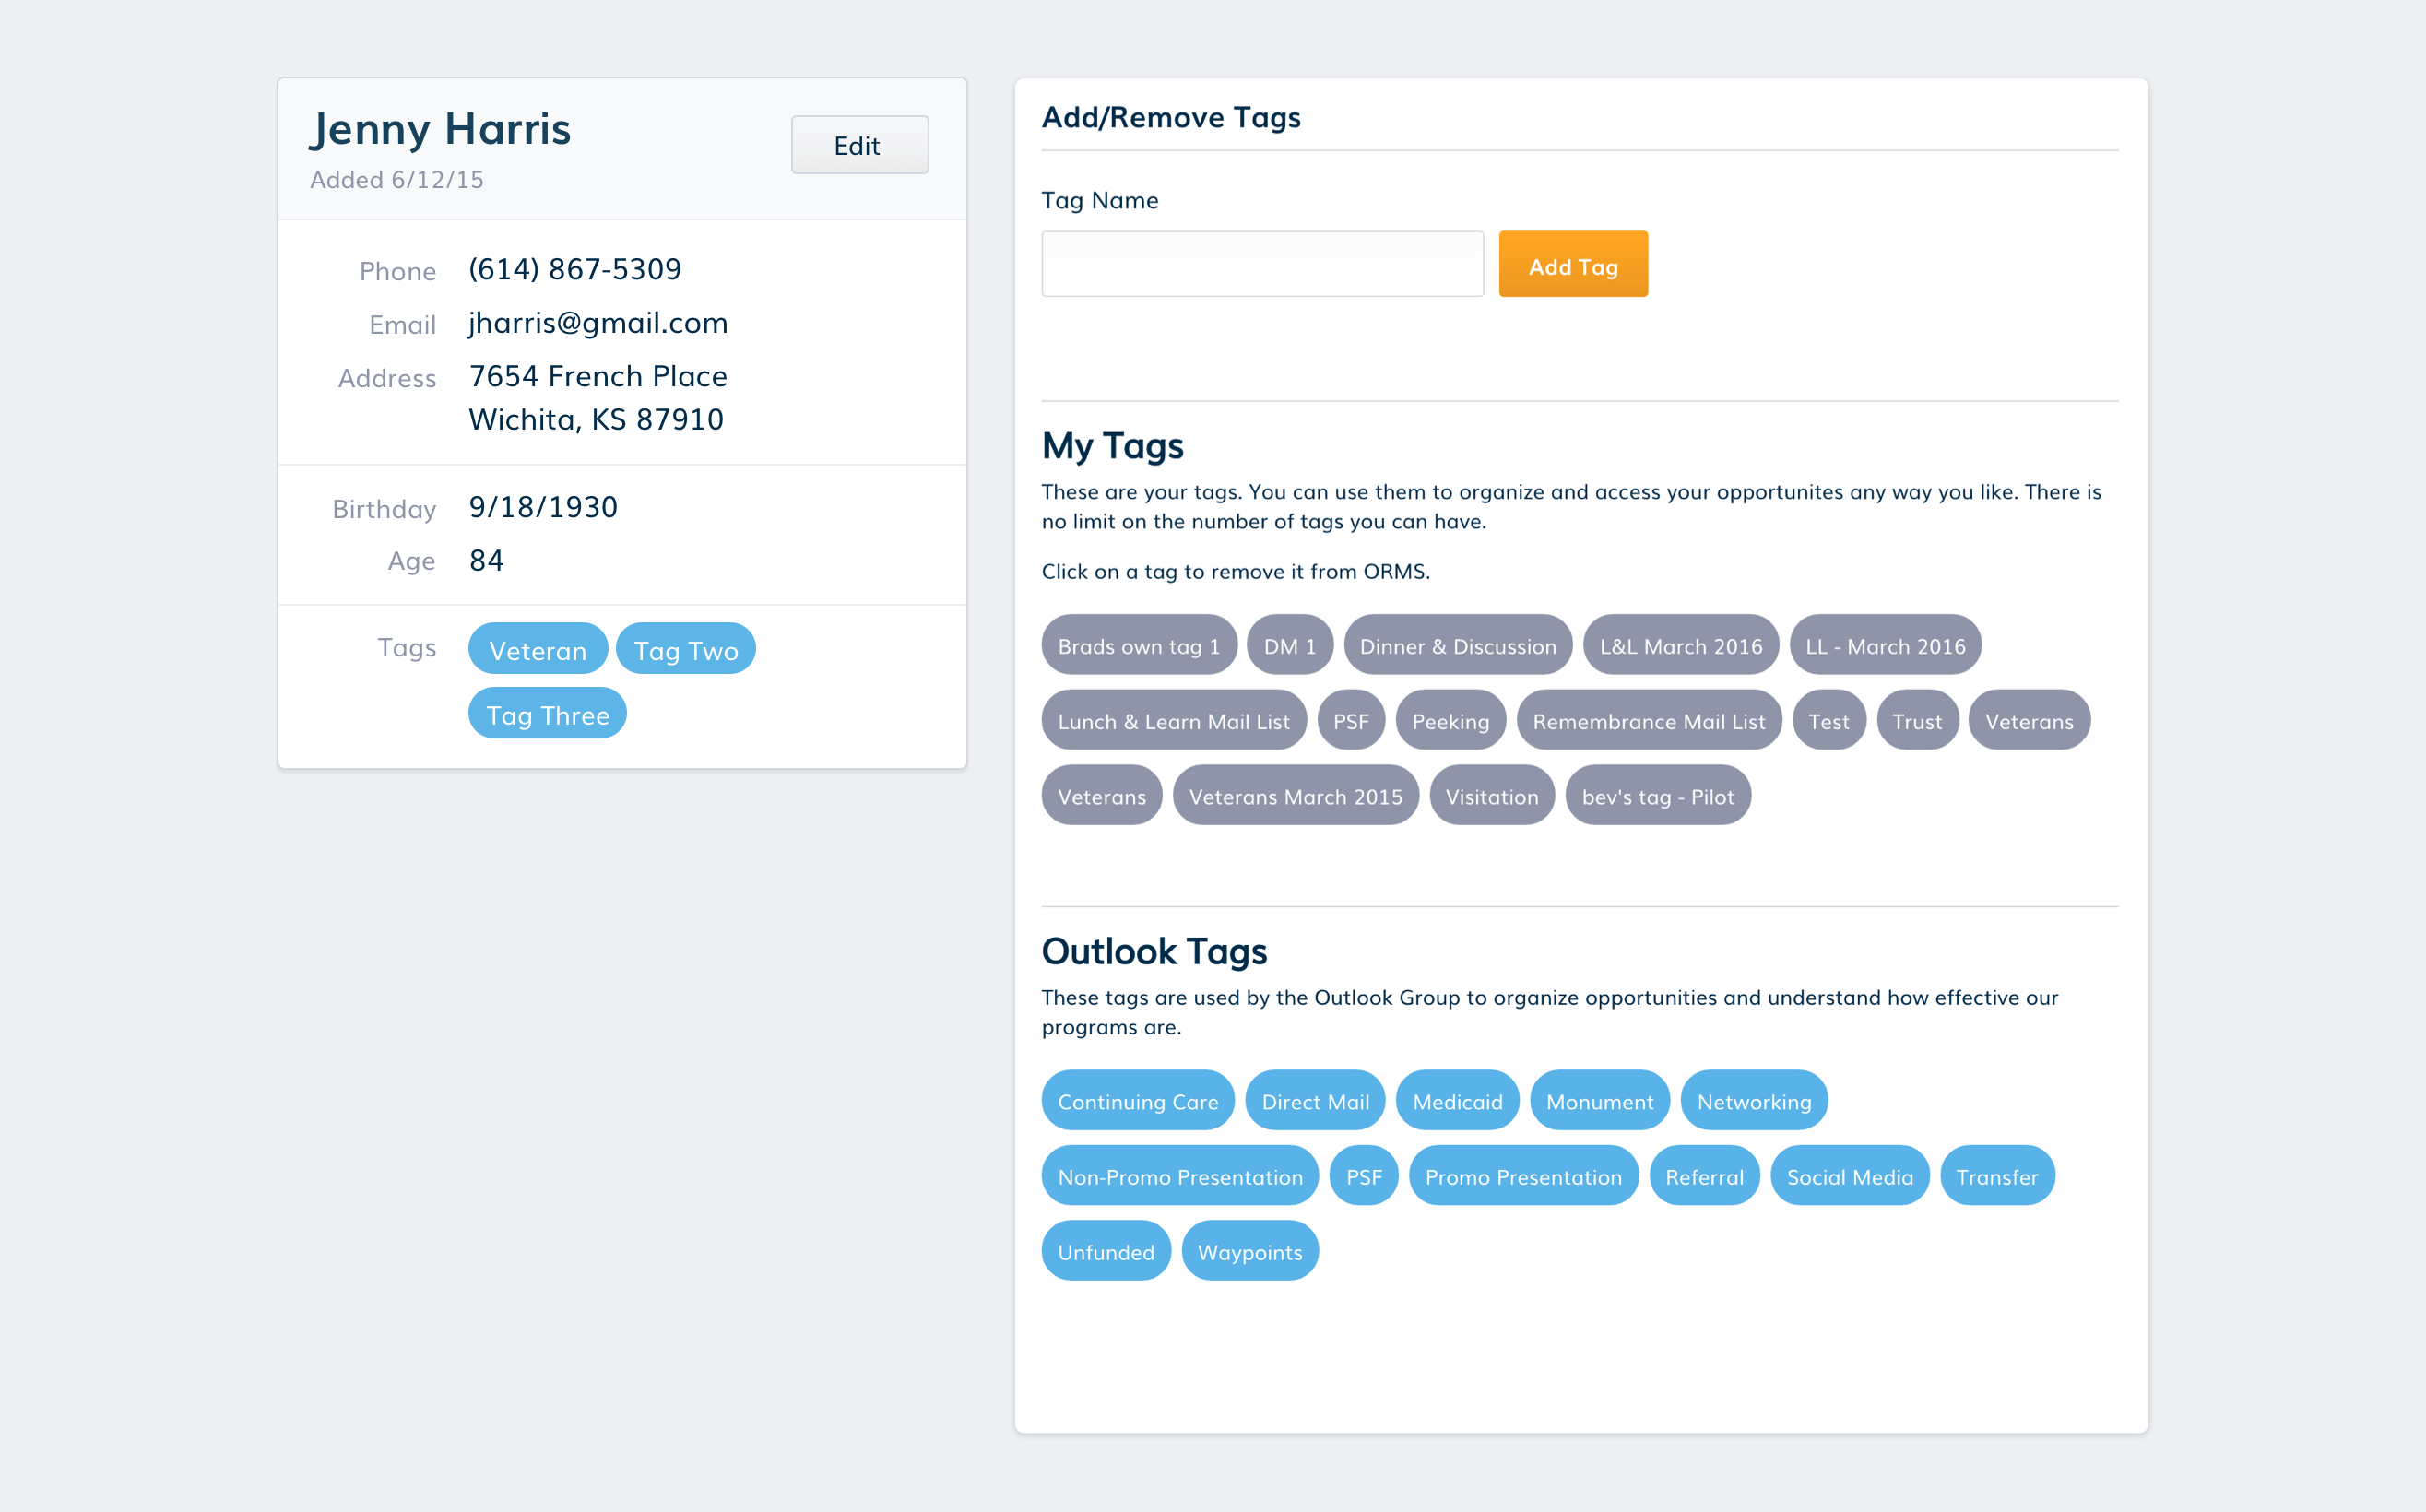 Jenny Harris
Edit
Added 6/12/15
Phone (614) 867-5309
Email jharris@gmail.com
Address 7654 French Place
Wichita, KS 87910
Birthday 9/18/1930
Age 84
Tags Veteran Tag Two
Tag Three
Add/Remove Tags
Tag Name
Add Tag
My Tags
These are your tags. You can use them to organize and access your opportunites any way you like. There is
no limit on the number of tags you can have.
Click on a tag to remove it from ORMS.
Brads own tag 1 DM 1 Dinner & Discussion L&L March 2016 LL - March 2016
Lunch & Learn Mail List PSF Peeking Remembrance Mail List Test Trust Veterans
Veterans Veterans March 2015 Visitation bev's tag - Pilot
Outlook Tags
These tags are used by the Outlook Group to organize opportunities and understand how effective our
programs are.
Continuing Care Direct Mail Medicaid Monument Networking
Non-Promo Presentation PSF Promo Presentation Referral Social Media Transfer
Unfunded Waypoints